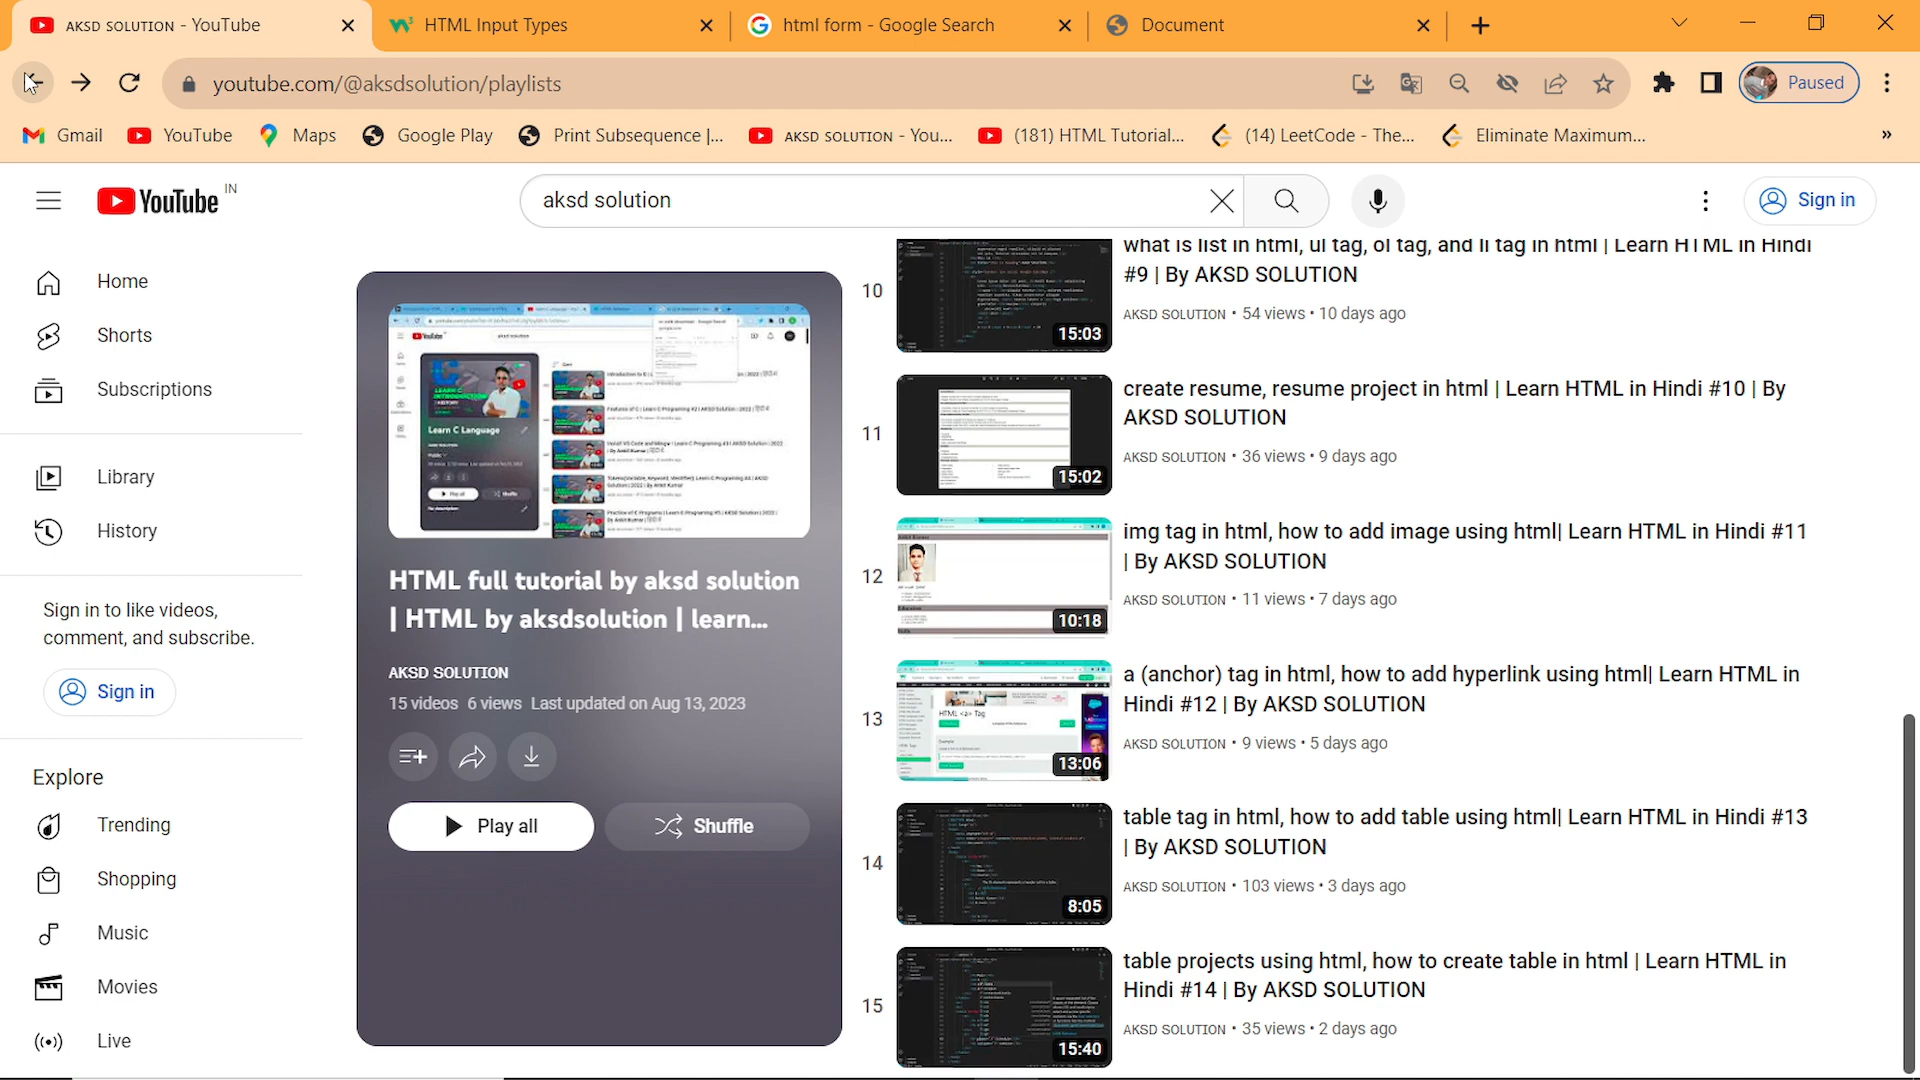 AKSD SOLUTION - YouTube
HTML Input Types
html form - Google Search
Document
youtube.com/@aksdsolution/playlists
Paused
Gmail
YouTube
Maps
Google Play
Print Subsequence |...
AKSD SOLUTION - You...
(181) HTML Tutorial...
(14) LeetCode - The...
Eliminate Maximum...
»
YouTube IN
aksd solution
Sign in
Home
Shorts
Subscriptions
Library
History
Sign in to like videos,
comment, and subscribe.
Sign in
Explore
Trending
Shopping
Music
Movies
Live
Learn C Language
HTML full tutorial by aksd solution
| HTML by aksdsolution | learn...
AKSD SOLUTION
15 videos 6 views Last updated on Aug 13, 2023
Play all
Shuffle
10
15:03
what is list in html, ul tag, ol tag, and li tag in html | Learn HTML in Hindi
#9 | By AKSD SOLUTION
AKSD SOLUTION • 54 views • 10 days ago
11
15:02
create resume, resume project in html | Learn HTML in Hindi #10 | By
AKSD SOLUTION
AKSD SOLUTION • 36 views • 9 days ago
12
10:18
img tag in html, how to add image using html| Learn HTML in Hindi #11
| By AKSD SOLUTION
AKSD SOLUTION • 11 views • 7 days ago
13
HTML <a> Tag
13:06
a (anchor) tag in html, how to add hyperlink using html| Learn HTML in
Hindi #12 | By AKSD SOLUTION
AKSD SOLUTION • 9 views • 5 days ago
14
8:05
table tag in html, how to add table using html| Learn HTML in Hindi #13
| By AKSD SOLUTION
AKSD SOLUTION • 103 views • 3 days ago
15
15:40
table projects using html, how to create table in html | Learn HTML in
Hindi #14 | By AKSD SOLUTION
AKSD SOLUTION • 35 views • 2 days ago